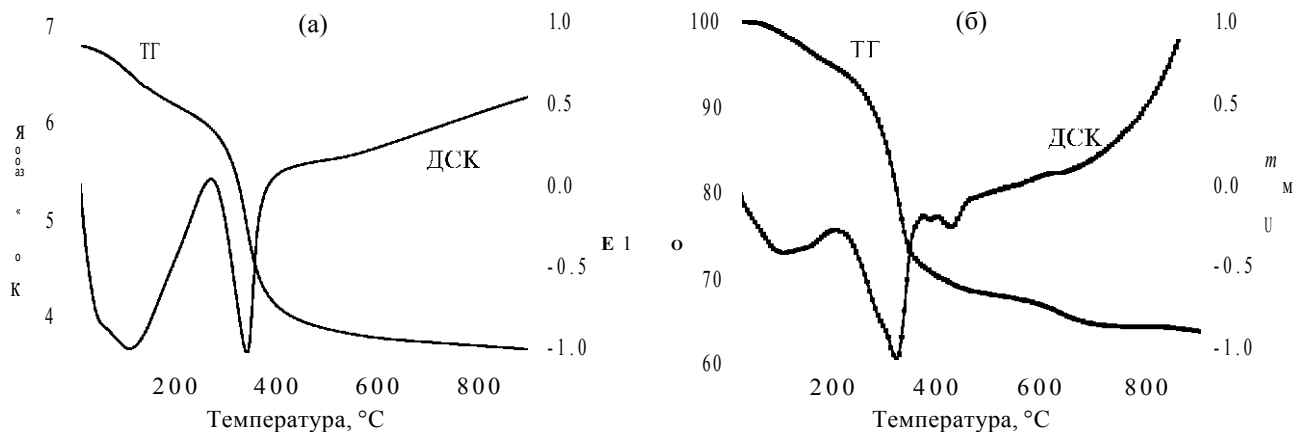 (а)
7
6
5
4
Я
о
о
аз
«
о
о
К
ТГ
ДСК
1.0
0.5
0.0
-0.5
-1.0
200 400 600 800
Температура, °С
Е 1 о
(б)
100
90
80
70
60
ТГ
ДСК
1.0
0.5
0.0
-0.5
-1.0
m
м
U
200 400 600 800
Температура, °С